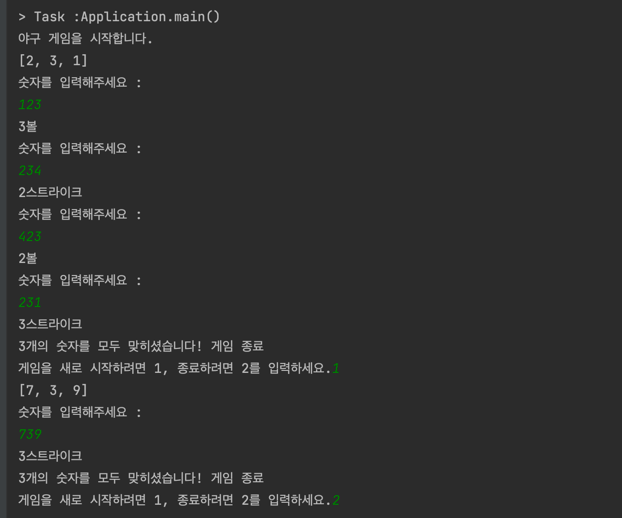 > Task :Application.main()
야구 게임을 시작합니다.
[2, 3, 1]
숫자를 입력해주세요 :
123
3볼
숫자를 입력해주세요 :
234
2스트라이크
숫자를 입력해주세요 :
423
2볼
숫자를 입력해주세요 :
231
3스트라이크
3개의 숫자를 모두 맞히셨습니다! 게임 종료
게임을 새로 시작하려면 1, 종료하려면 2를 입력하세요.1
[7, 3, 9]
숫자를 입력해주세요 :
739
3스트라이크
3개의 숫자를 모두 맞히셨습니다! 게임 종료
게임을 새로 시작하려면 1, 종료하려면 2를 입력하세요.2